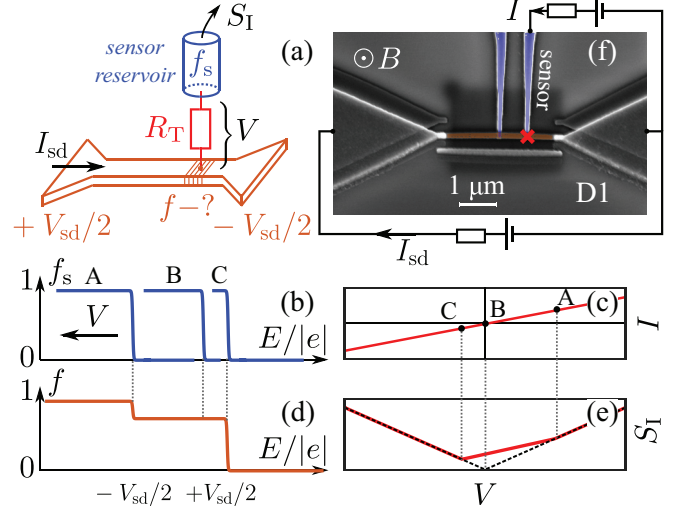 S_I
(a)
sensor
reservoir
f_s
R_T
V
I_sd
f−?
+ V_sd/2
− V_sd/2
I
(f)
⊙ B
sensor
1 μm
D1
I_sd
f_s
1
A
B
C
(b)
V
0
E/|e|
C
B
A
(c)
I
f
1
(d)
0
E/|e|
− V_sd/2
+V_sd/2
(e)
S_I
V